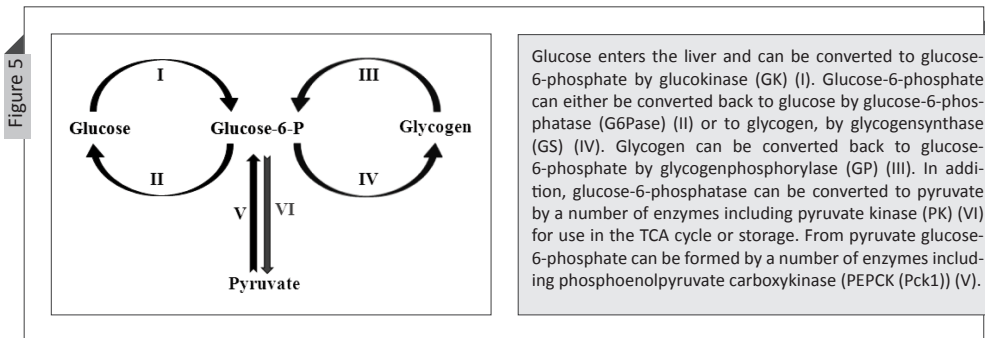 Figure 5
I
III
Glucose
Glucose-6-P
Glycogen
II
IV
V
VI
Pyruvate
Glucose enters the liver and can be converted to glucose-
6-phosphate by glucokinase (GK) (I). Glucose-6-phosphate
can either be converted back to glucose by glucose-6-phos-
phatase (G6Pase) (II) or to glycogen, by glycogensynthase
(GS) (IV). Glycogen can be converted back to glucose-
6-phosphate by glycogenphosphorylase (GP) (III). In addi-
tion, glucose-6-phosphatase can be converted to pyruvate
by a number of enzymes including pyruvate kinase (PK) (VI)
for use in the TCA cycle or storage. From pyruvate glucose-
6-phosphate can be formed by a number of enzymes includ-
ing phosphoenolpyruvate carboxykinase (PEPCK (Pck1)) (V).